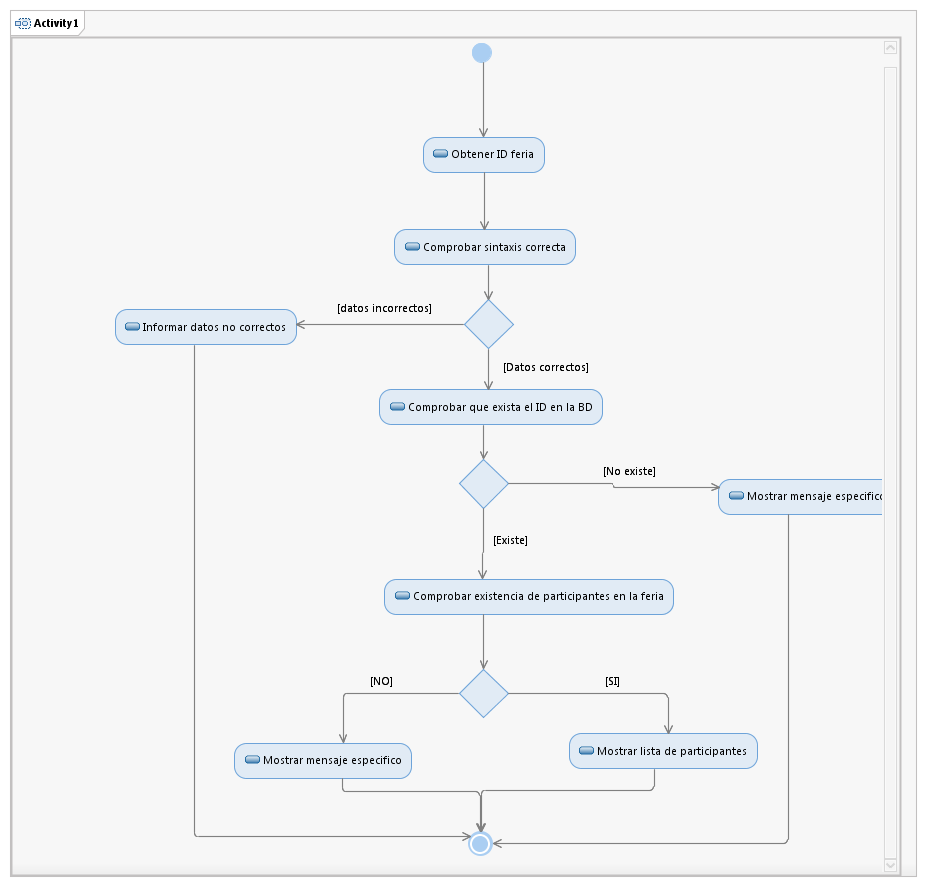 Activity1
Obtener ID feria
Comprobar sintaxis correcta
[datos incorrectos]
Informar datos no correctos
[Datos correctos]
Comprobar que exista el ID en la BD
[No existe]
Mostrar mensaje especifico
[Existe]
Comprobar existencia de participantes en la feria
[NO]
[SI]
Mostrar lista de participantes
Mostrar mensaje especifico